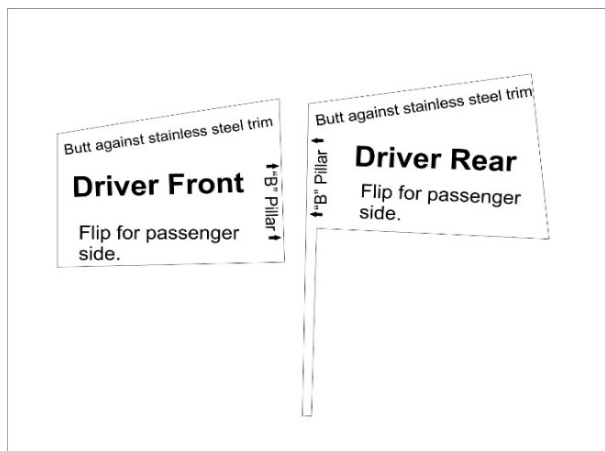 Butt against stainless steel trim
Driver Front
"B" Pillar
Flip for passenger
side.
Butt against stainless steel trim
Driver Rear
"B" Pillar
Flip for passenger
side.